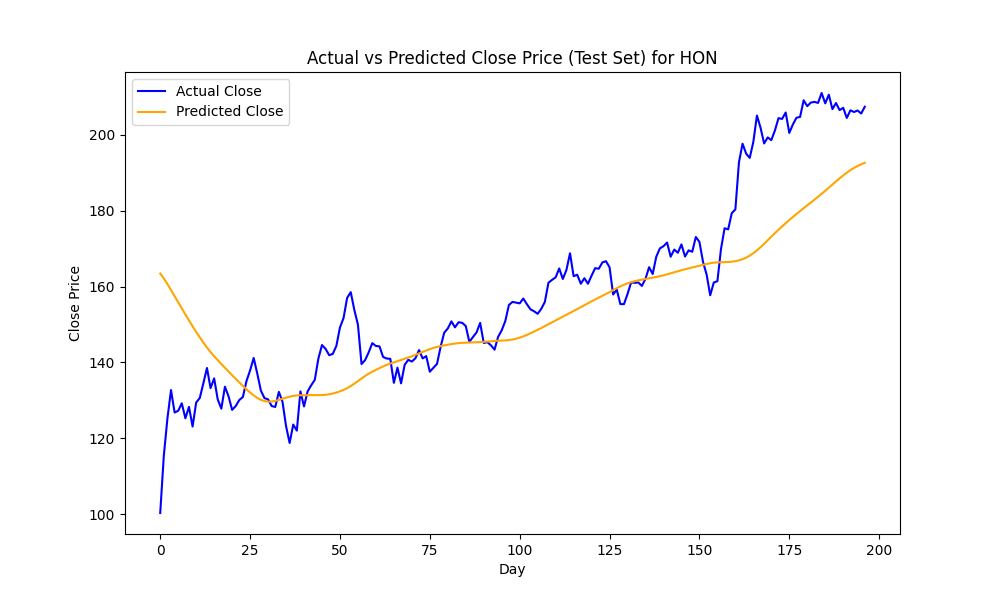 Actual vs Predicted Close Price (Test Set) for HON
Actual Close
Predicted Close
Close Price
200
180
160
140
120
100
0 25 50 75 100 125 150 175 200
Day